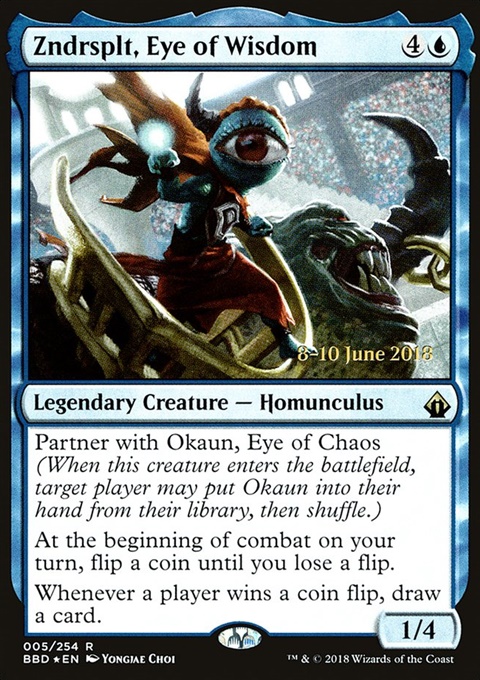 Zndrsplt, Eye of Wisdom 4
8-10 June 2018
Legendary Creature — Homunculus
Partner with Okaun, Eye of Chaos
(When this creature enters the battlefield,
target player may put Okaun into their
hand from their library, then shuffle.)
At the beginning of combat on your
turn, flip a coin until you lose a flip.
Whenever a player wins a coin flip, draw
a card.
1/4
005/254 R
BBD ★ EN Yongjae Choi
™ & © 2018 Wizards of the Coast